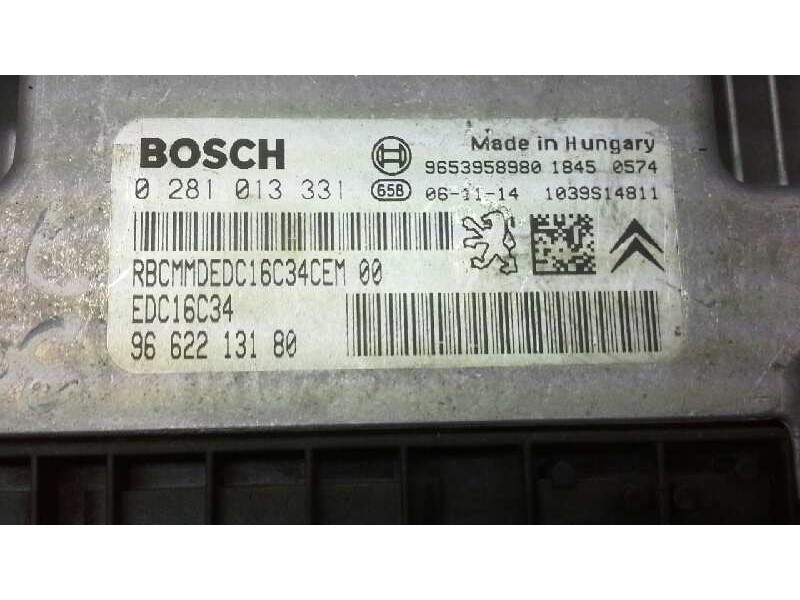 BOSCH
Made in Hungary
9653958980 1845 0574
0 281 013 331 658 06-11-14 1039S14811
RBCMMDEDC16C34CEM 00
EDC16C34
96 622 131 80